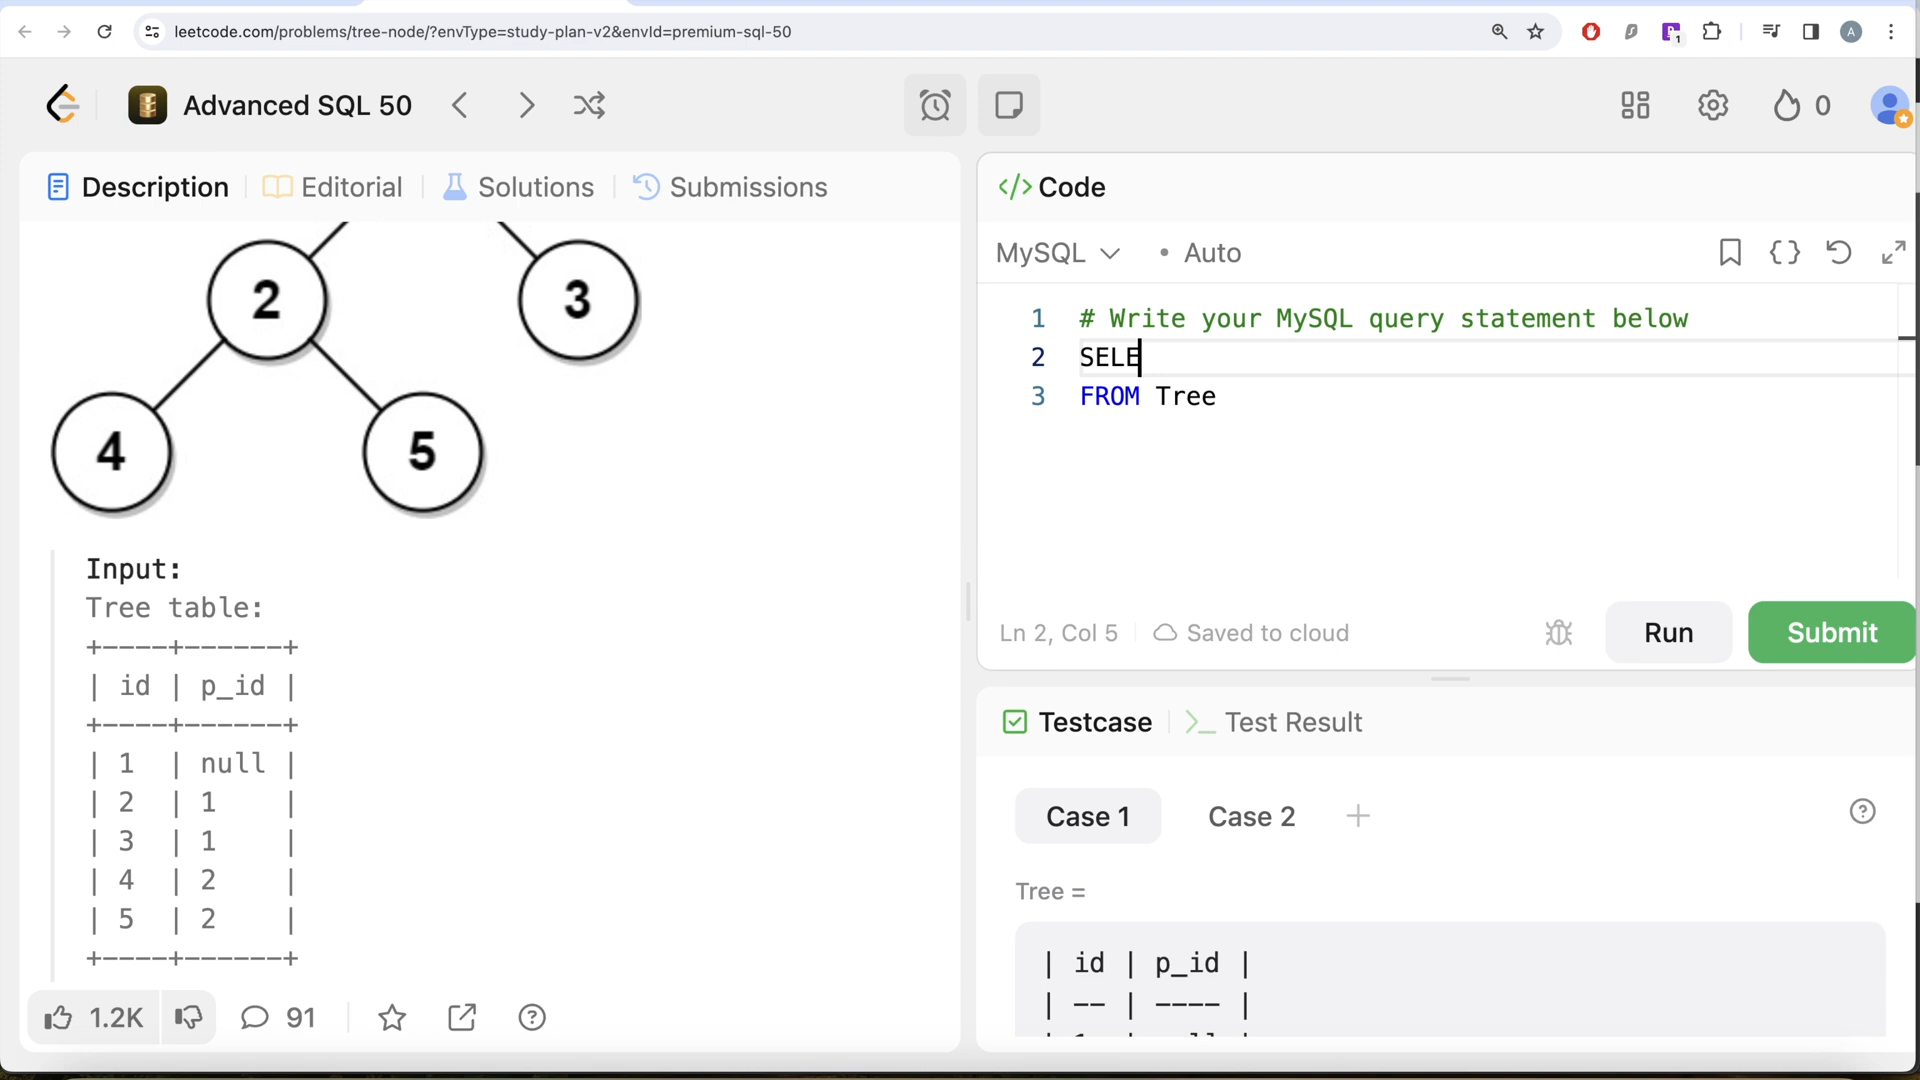 leetcode.com/problems/tree-node/?envType=study-plan-v2&envId=premium-sql-50
1
A
Advanced SQL 50
0
Description
Editorial
Solutions
Submissions
2
3
4
5
Input:
Tree table:
+----+------+
| id | p_id |
+----+------+
| 1  | null |
| 2  | 1    |
| 3  | 1    |
| 4  | 2    |
| 5  | 2    |
+----+------+
1.2K
91
</> Code
MySQL
• Auto
1 # Write your MySQL query statement below
2 SELE
3 FROM Tree
Ln 2, Col 5
Saved to cloud
Run
Submit
Testcase
Test Result
Case 1
Case 2
Tree =
| id | p_id |
| -- | ---- |